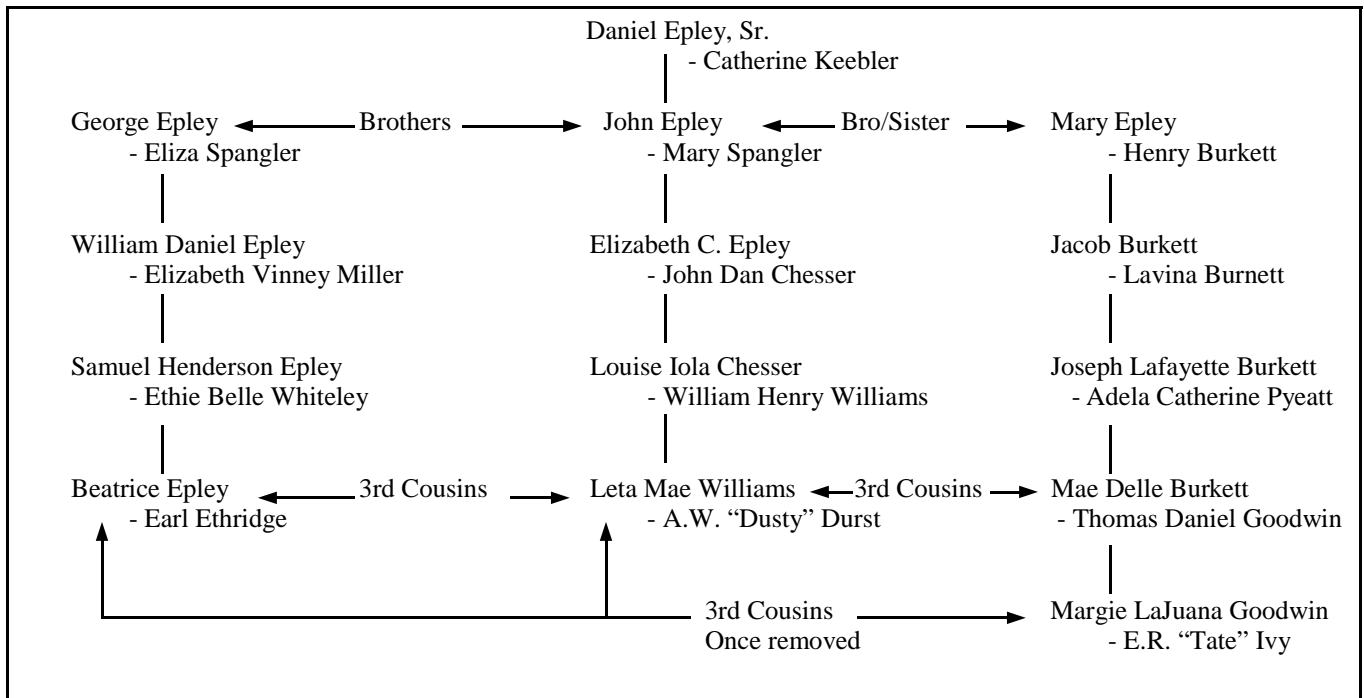 Daniel Epley, Sr.
- Catherine Keebler
George Epley Brothers John Epley Bro/Sister Mary Epley
- Eliza Spangler - Mary Spangler - Henry Burkett
William Daniel Epley Elizabeth C. Epley Jacob Burkett
- Elizabeth Vinney Miller - John Dan Chesser - Lavina Burnett
Samuel Henderson Epley Louise Iola Chesser Joseph Lafayette Burkett
- Ethie Belle Whiteley - William Henry Williams - Adela Catherine Pyeatt
Beatrice Epley 3rd Cousins Leta Mae Williams 3rd Cousins Mae Delle Burkett
- Earl Ethridge - A.W. “Dusty” Durst - Thomas Daniel Goodwin
3rd Cousins Margie LaJuana Goodwin
Once removed - E.R. “Tate” Ivy